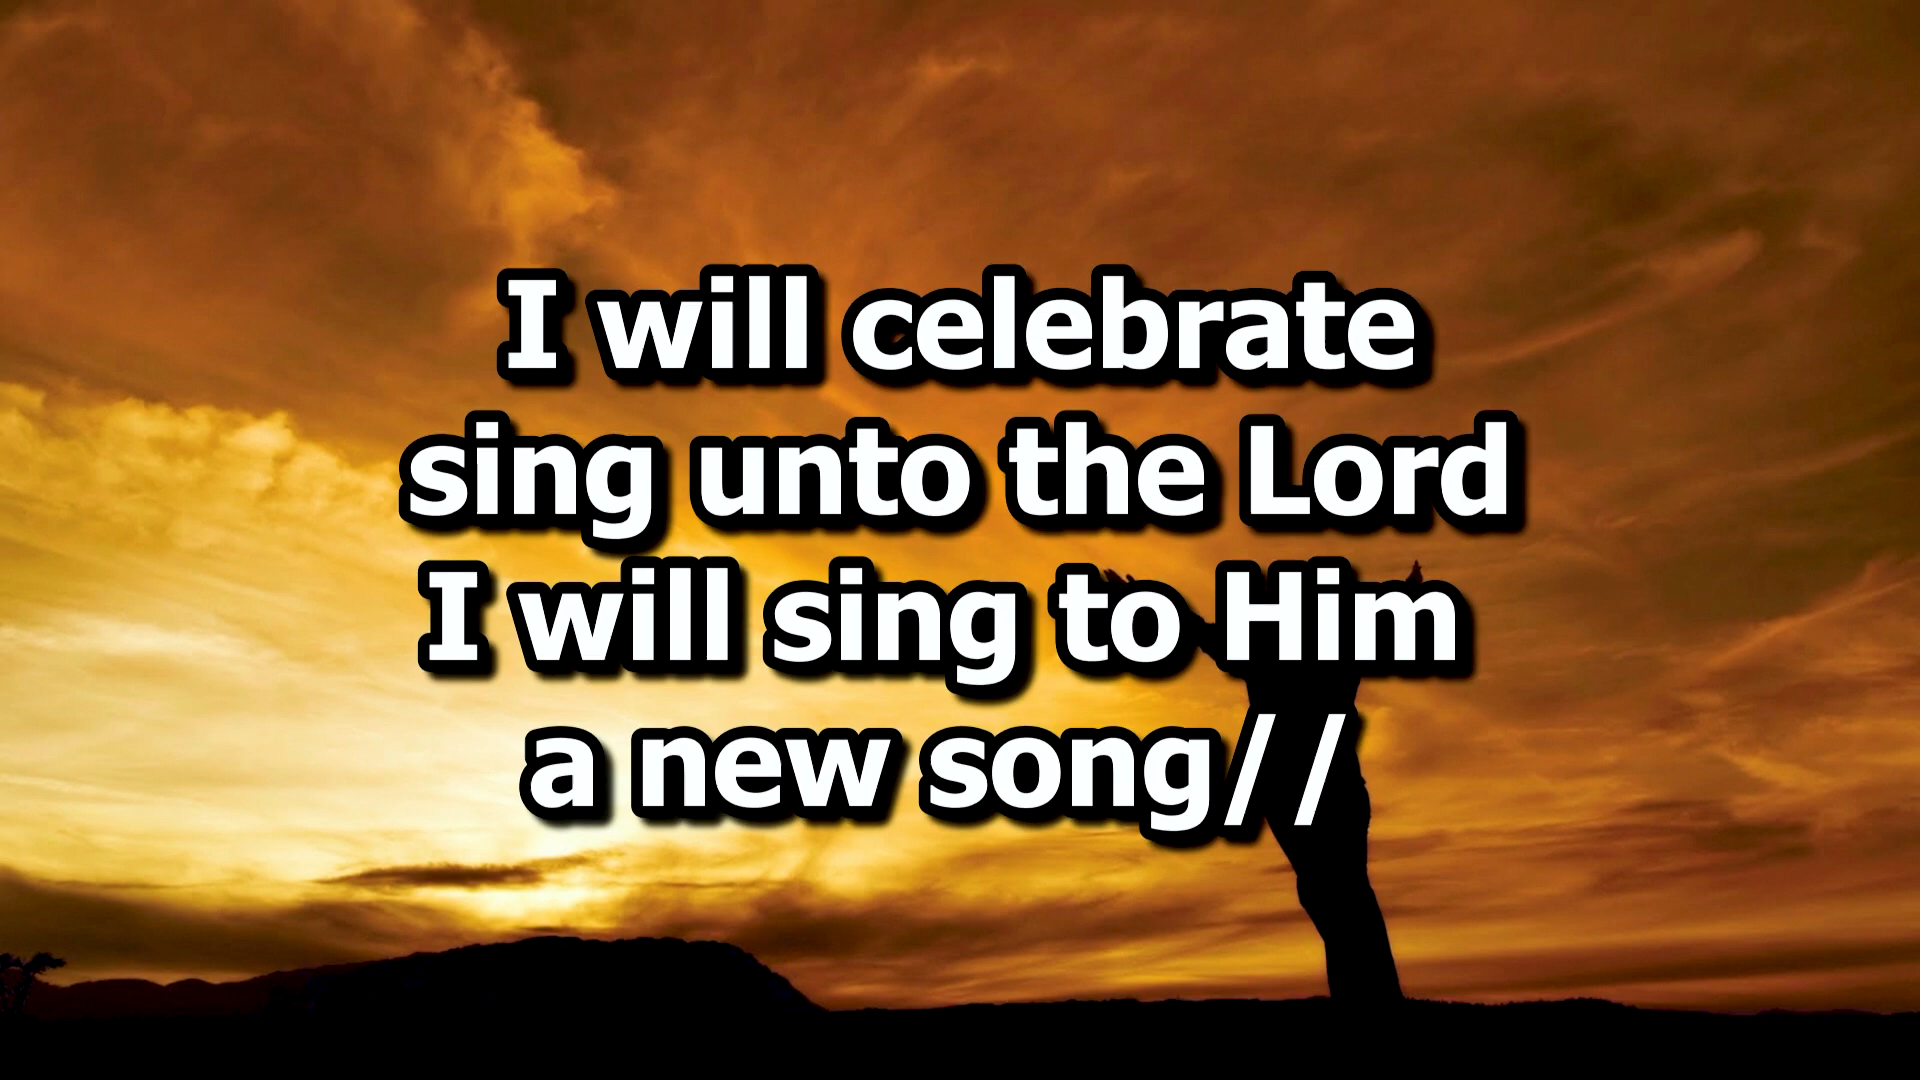 I will celebrate
sing unto the Lord
I will sing to Him
a new song//